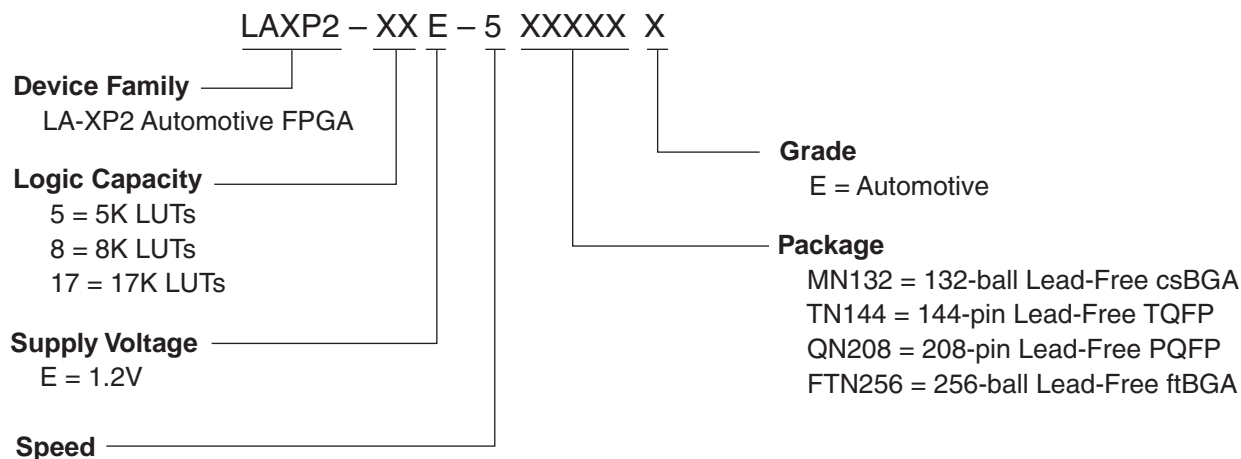 LAXP2 – XX E – 5 XXXXX X
Device Family
LA-XP2 Automotive FPGA
Logic Capacity
5 = 5K LUTs
8 = 8K LUTs
17 = 17K LUTs
Supply Voltage
E = 1.2V
Speed
Grade
E = Automotive
Package
MN132 = 132-ball Lead-Free csBGA
TN144 = 144-pin Lead-Free TQFP
QN208 = 208-pin Lead-Free PQFP
FTN256 = 256-ball Lead-Free ftBGA